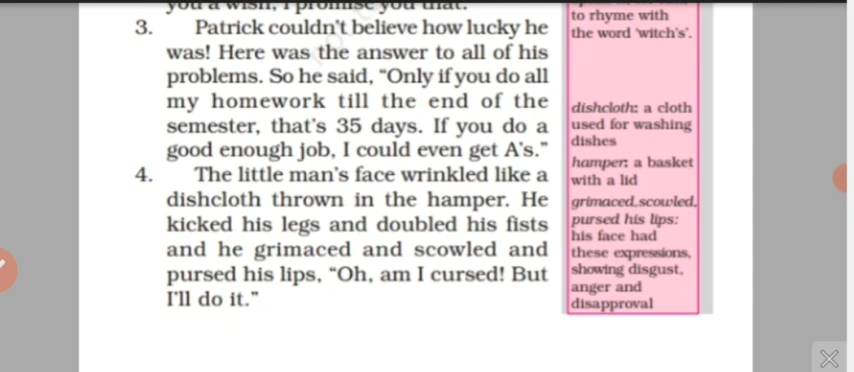 you a wish, I promise you that.
3. Patrick couldn't believe how lucky he
was! Here was the answer to all of his
problems. So he said, "Only if you do all
my homework till the end of the
semester, that's 35 days. If you do a
good enough job, I could even get A's."
4. The little man's face wrinkled like a
dishcloth thrown in the hamper. He
kicked his legs and doubled his fists
and he grimaced and scowled and
pursed his lips, "Oh, am I cursed! But
I'll do it."
to rhyme with
the word 'witch's'.
dishcloth: a cloth
used for washing
dishes
hamper: a basket
with a lid
grimaced,scowled,
pursed his lips:
his face had
these expressions,
showing disgust,
anger and
disapproval